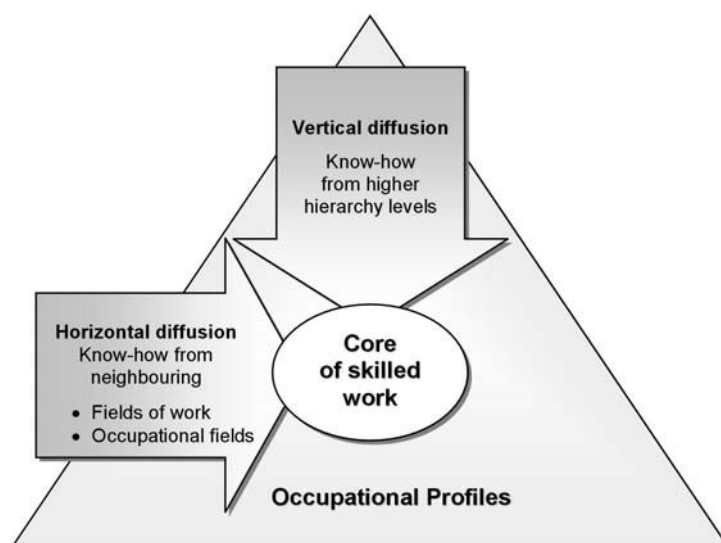 Vertical diffusion
Know-how
from higher
hierarchy levels
Horizontal diffusion
Know-how from
neighbouring
• Fields of work
• Occupational fields
Core
of skilled
work
Occupational Profiles